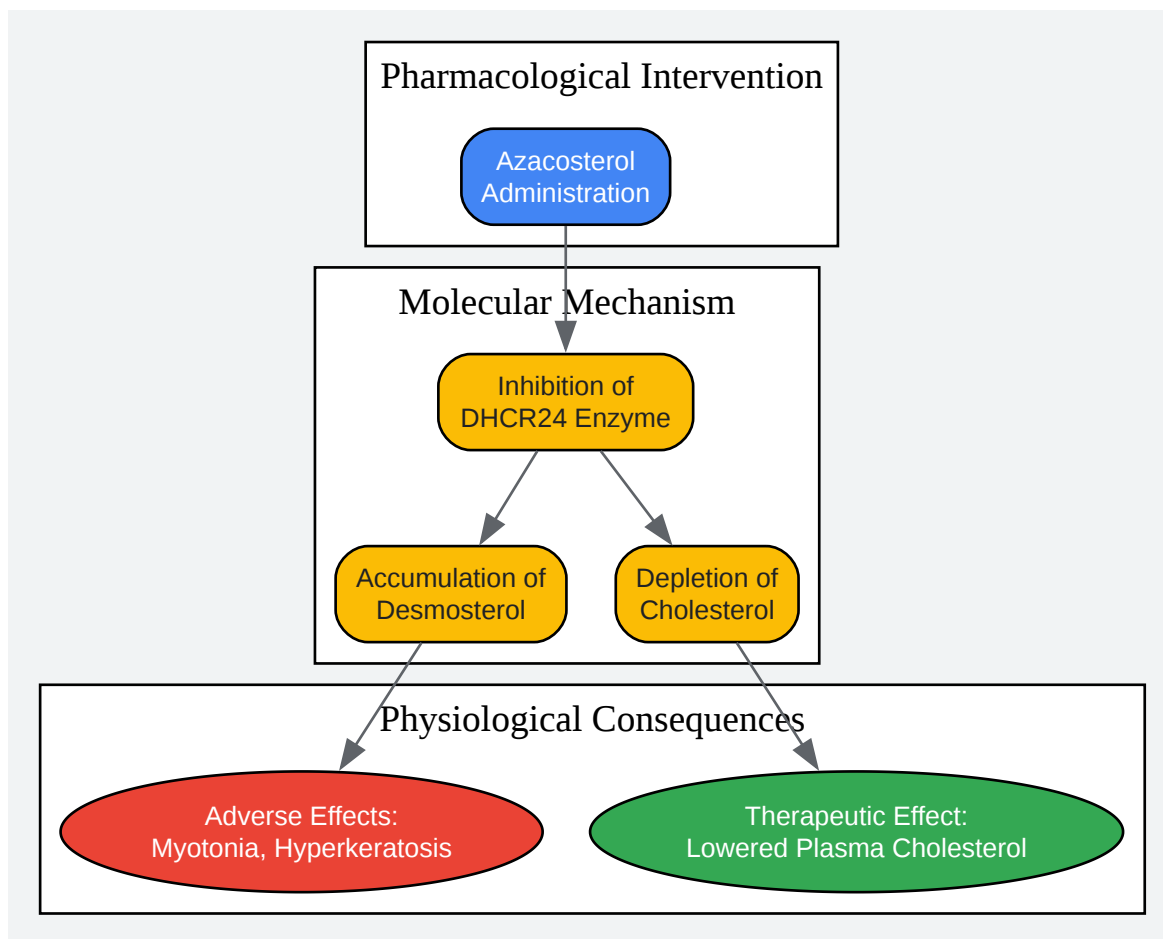 Pharmacological Intervention
Azacosterol
Administration
Molecular Mechanism
Inhibition of
DHCR24 Enzyme
Accumulation of
Desmosterol
Depletion of
Cholesterol
Physiological Consequences
Adverse Effects:
Myotonia, Hyperkeratosis
Therapeutic Effect:
Lowered Plasma Cholesterol